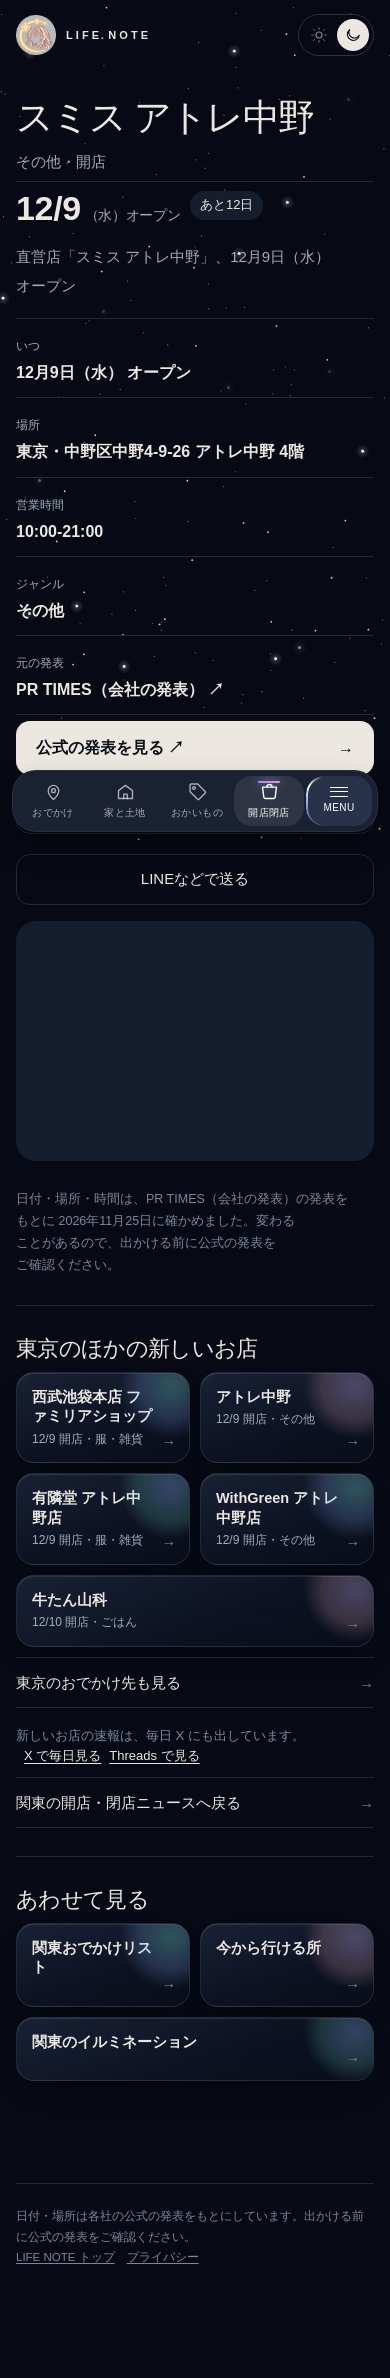 LIFE.NOTE
スミス アトレ中野
その他・開店
12/9 （水）オープン あと12日
直営店「スミス アトレ中野」、12月9日（水）
オープン
いつ
12月9日（水） オープン
場所
東京・中野区中野4-9-26 アトレ中野 4階
営業時間
10:00-21:00
ジャンル
その他
元の発表
PR TIMES（会社の発表）↗
公式の発表を見る ↗ →
おでかけ 家と土地 おかいもの 開店閉店 MENU
LINEなどで送る
日付・場所・時間は、PR TIMES（会社の発表）の発表を
もとに 2026年11月25日に確かめました。変わる
ことがあるので、出かける前に公式の発表を
ご確認ください。
東京のほかの新しいお店
西武池袋本店 フ
ァミリアショップ
12/9 開店・服・雑貨 →
アトレ中野
12/9 開店・その他
→
有隣堂 アトレ中
野店
12/9 開店・服・雑貨 →
WithGreen アトレ
中野店
12/9 開店・その他 →
牛たん山科
12/10 開店・ごはん →
東京のおでかけ先も見る →
新しいお店の速報は、毎日 X にも出しています。
X で毎日見る Threads で見る
関東の開店・閉店ニュースへ戻る →
あわせて見る
関東おでかけリス
ト
→
今から行ける所
→
関東のイルミネーション
→
日付・場所は各社の公式の発表をもとにしています。出かける前
に公式の発表をご確認ください。
LIFE NOTE トップ プライバシー